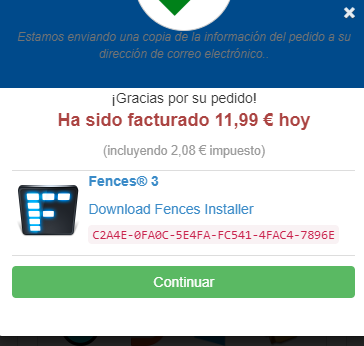 Estamos enviando una copia de la información del pedido a su
dirección de correo electrónico..
¡Gracias por su pedido!
Ha sido facturado 11,99 € hoy
(incluyendo 2,08 € impuesto)
Fences® 3
Download Fences Installer
C2A4E-0FA0C-5E4FA-FC541-4FAC4-7896E
Continuar